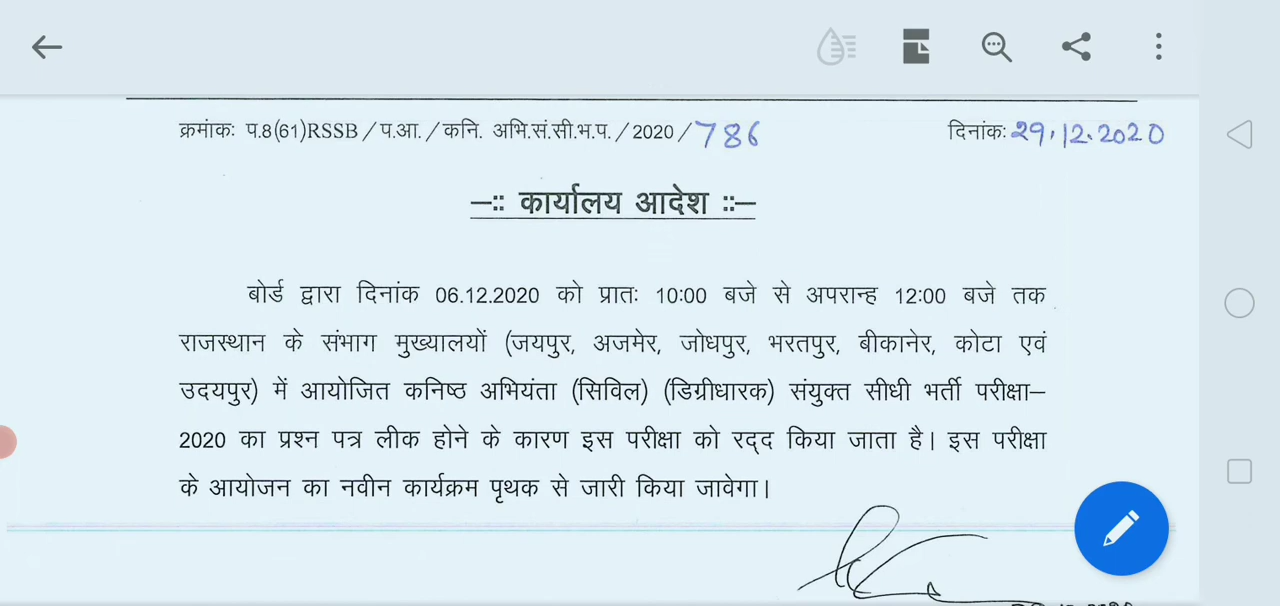 क्रमांकः प.8(61)RSSB/प.आ./कनि. अभि.सं.सी.भ.प./2020/786 दिनांकः 29.12.2020
—:: कार्यालय आदेश ::—
बोर्ड द्वारा दिनांक 06.12.2020 को प्रातः 10:00 बजे से अपरान्ह 12:00 बजे तक
राजस्थान के संभाग मुख्यालयों (जयपुर, अजमेर, जोधपुर, भरतपुर, बीकानेर, कोटा एवं
उदयपुर) में आयोजित कनिष्ठ अभियंता (सिविल) (डिग्रीधारक) संयुक्त सीधी भर्ती परीक्षा—
2020 का प्रश्न पत्र लीक होने के कारण इस परीक्षा को रद्द किया जाता है। इस परीक्षा
के आयोजन का नवीन कार्यक्रम पृथक से जारी किया जावेगा।